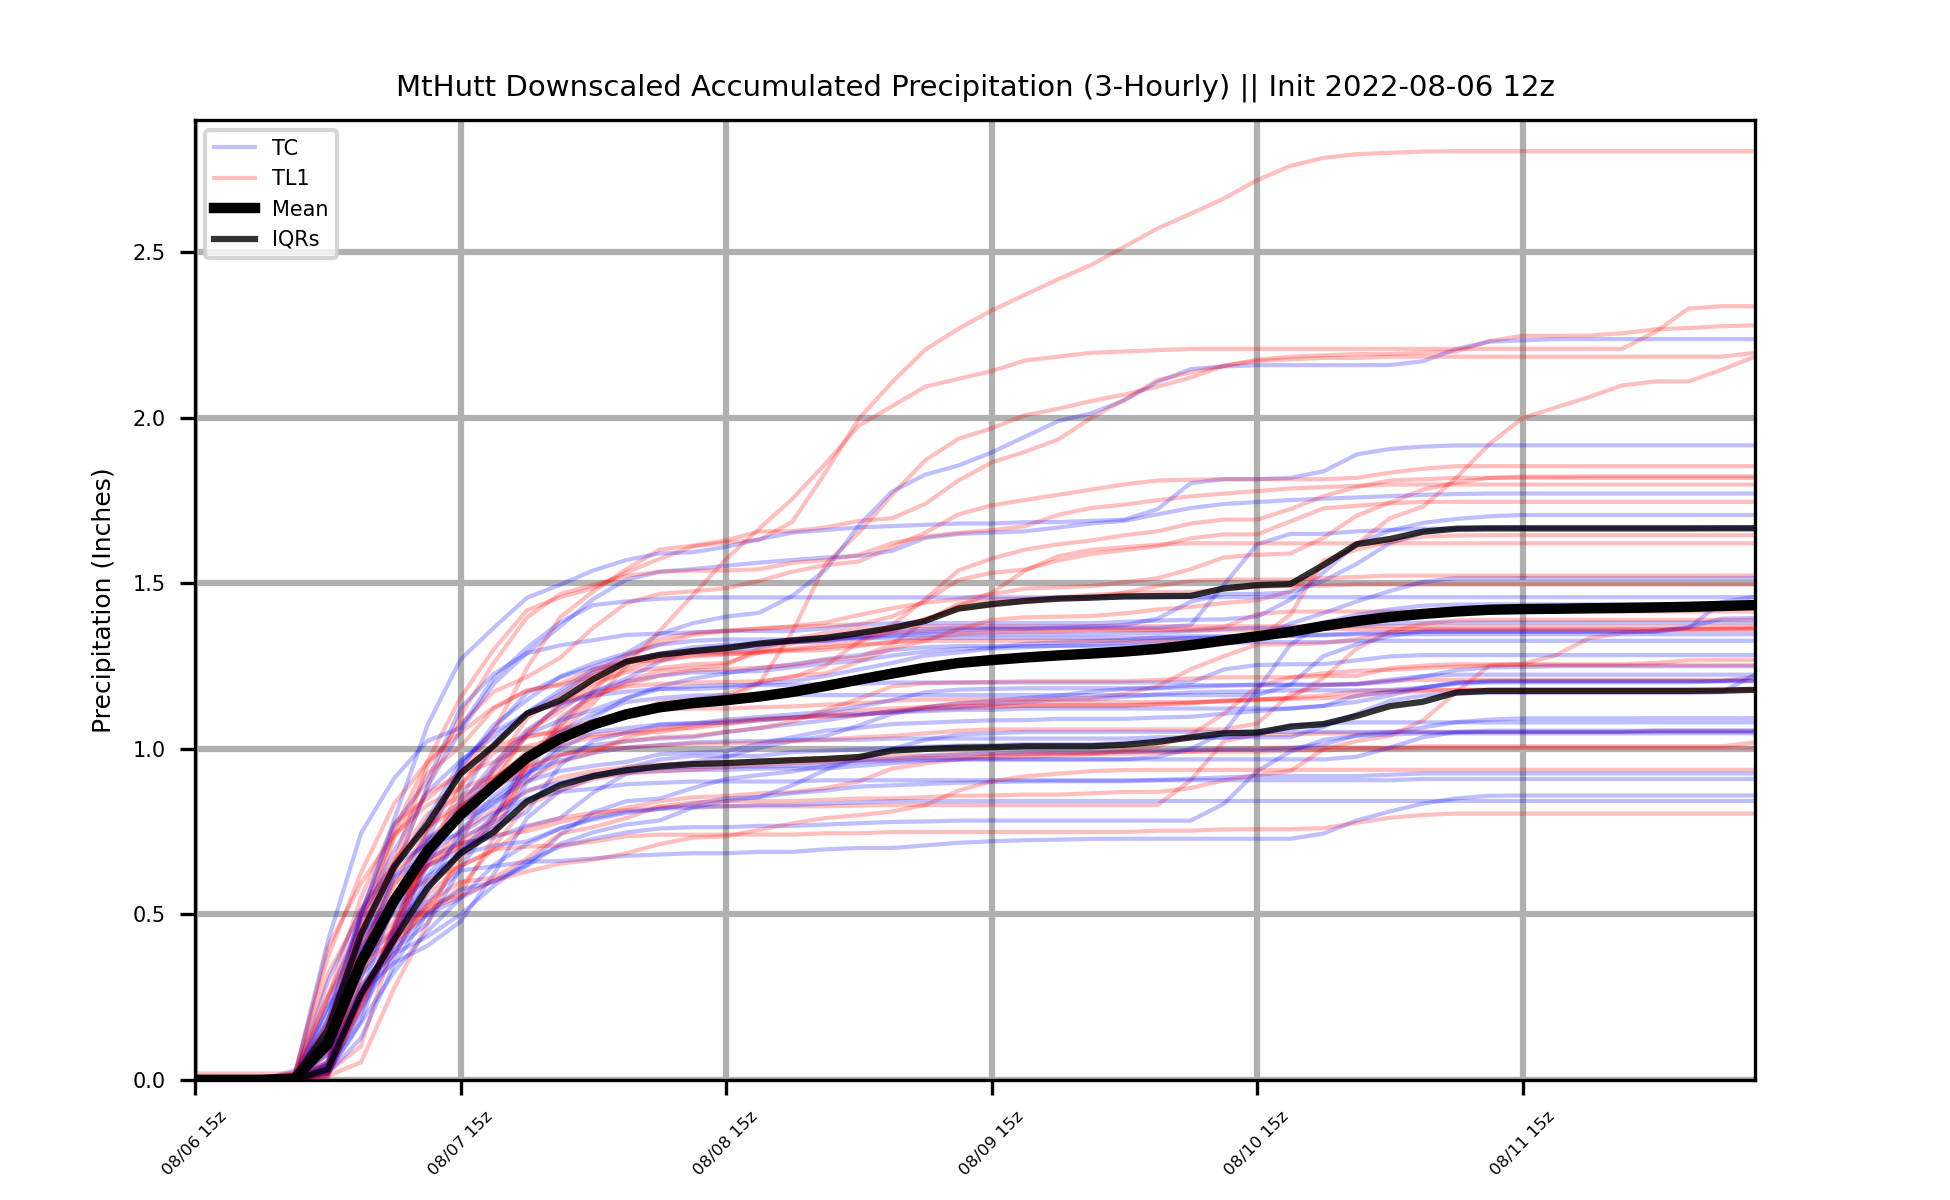 MtHutt Downscaled Accumulated Precipitation (3-Hourly) || Init 2022-08-06 12z
TC
TL1
Mean
IQRs
Precipitation (Inches)
2.5
2.0
1.5
1.0
0.5
0.0
08/06 15z
08/07 15z
08/08 15z
08/09 15z
08/10 15z
08/11 15z